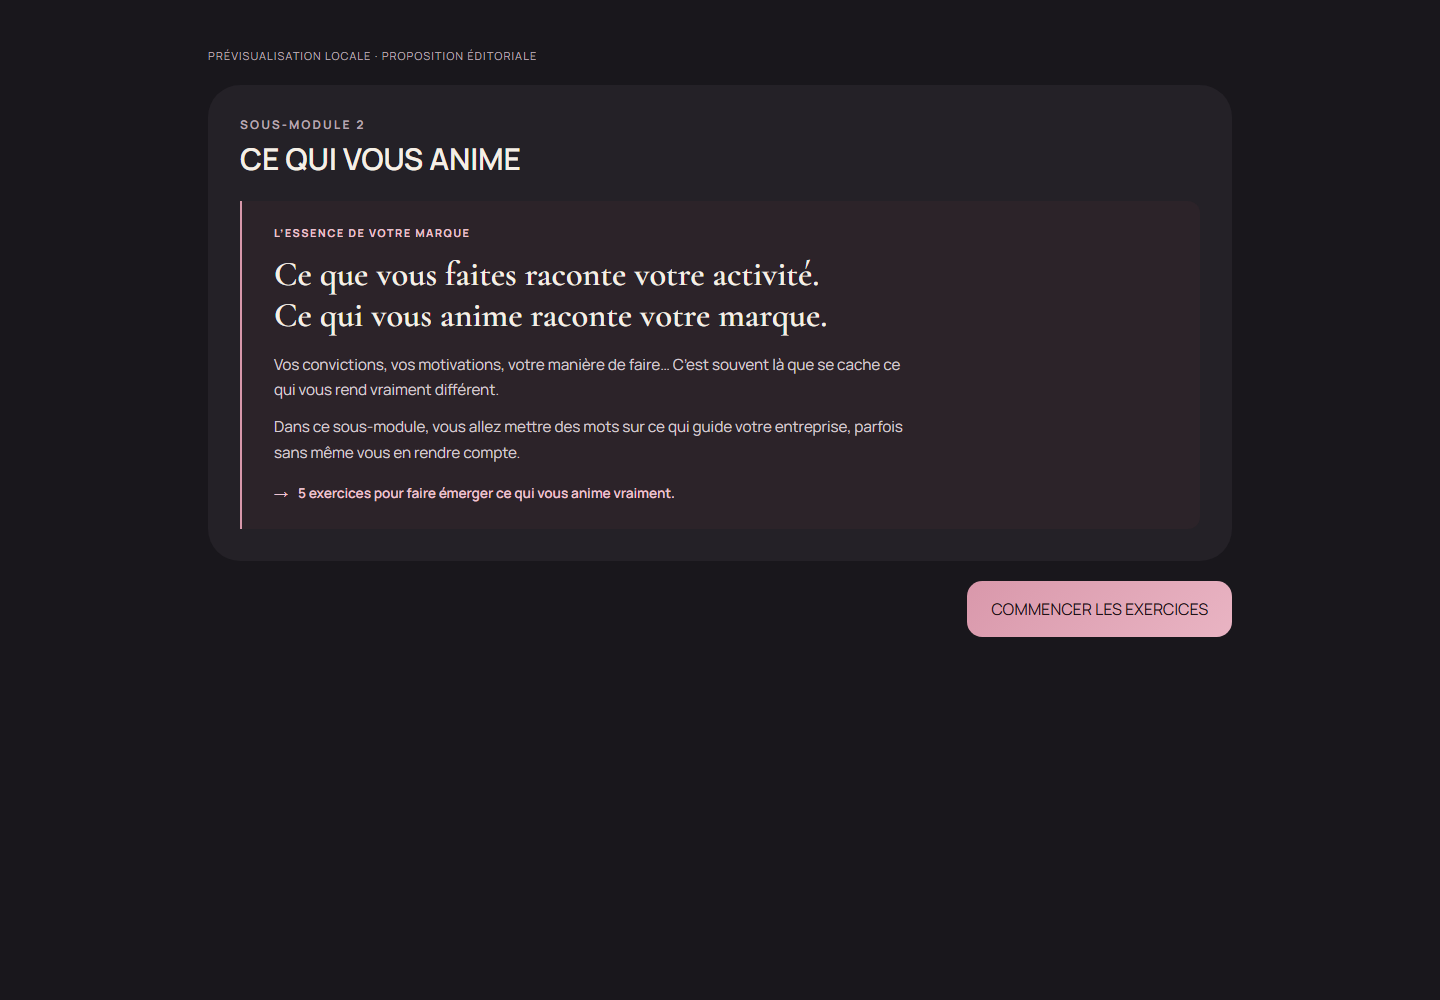 PRÉVISUALISATION LOCALE · PROPOSITION ÉDITORIALE
SOUS-MODULE 2
CE QUI VOUS ANIME
L'ESSENCE DE VOTRE MARQUE
Ce que vous faites raconte votre activité.
Ce qui vous anime raconte votre marque.
Vos convictions, vos motivations, votre manière de faire… C'est souvent là que se cache ce
qui vous rend vraiment différent.
Dans ce sous-module, vous allez mettre des mots sur ce qui guide votre entreprise, parfois
sans même vous en rendre compte.
→ 5 exercices pour faire émerger ce qui vous anime vraiment.
COMMENCER LES EXERCICES